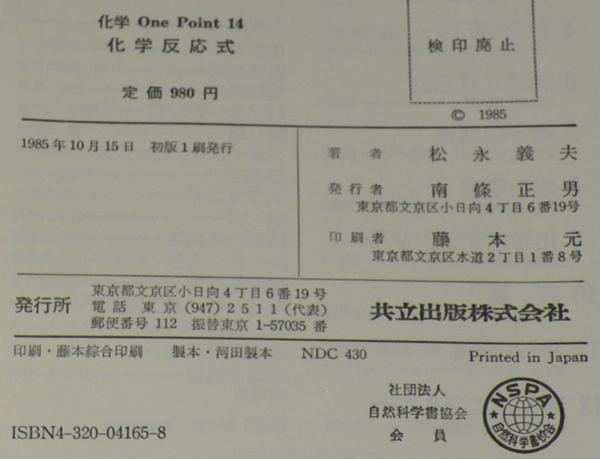 化学 One Point 14
化学反応式
定価 980 円
検印廃止
© 1985
1985年10月15日 初版1刷発行
著者 松永義夫
発行者 南條正男
東京都文京区小日向4丁目6番19号
印刷者 藤本元
東京都文京区水道2丁目1番8号
発行所
東京都文京区小日向4丁目6番19号
電話 東京 (947) 2511 (代表)
郵便番号 112 振替東京 1-57035 番
共立出版株式会社
印刷・藤本綜合印刷 製本・河田製本 NDC 430 Printed in Japan
社団法人
自然科学書協会
会員
NSPA
自然科学書協会
ISBN4-320-04165-8